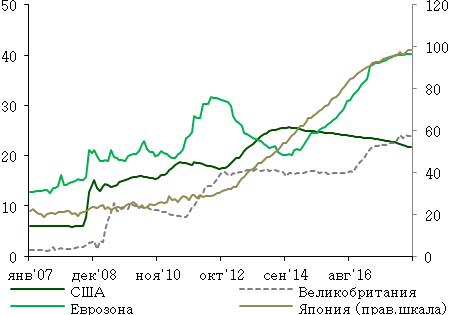 50
40
30
20
10
0
120
100
80
60
40
20
0
янв'07
дек'08
ноя'10
окт'12
сен'14
авг'16
США
Великобритания
Еврозона
Япония (прав.шкала)